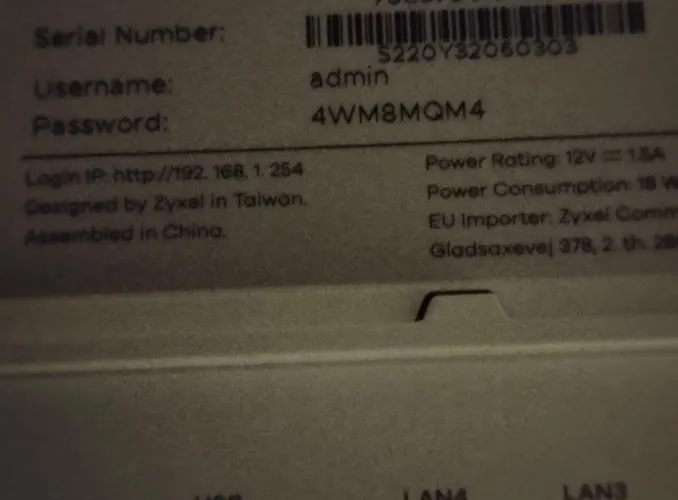 Serial Number:
S220Y32060303
Username: admin
Password: 4WM8MQM4
Login IP: http://192. 168. 1. 254
Designed by Zyxel in Taiwan.
Assembled in China.
Power Rating: 12V ⎓ 1.5A
Power Consumption: 18 W
EU Importer: Zyxel Comm
Gladsaxevej 378, 2. th. 28
LAN4
LAN3